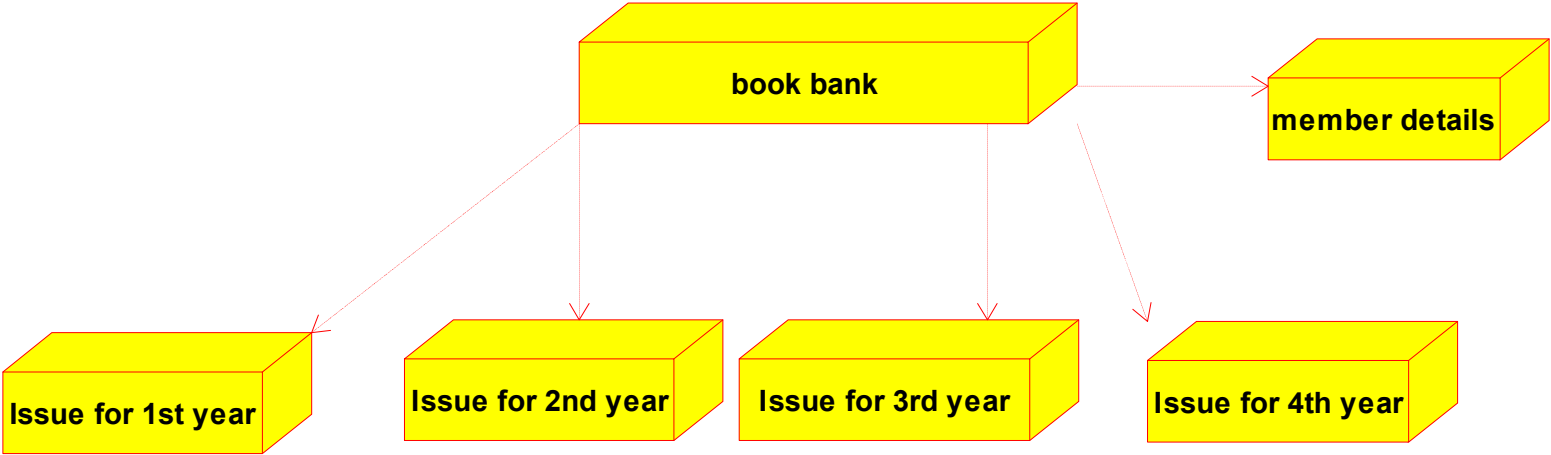 book bank
member details
Issue for 1st year
Issue for 2nd year
Issue for 3rd year
Issue for 4th year